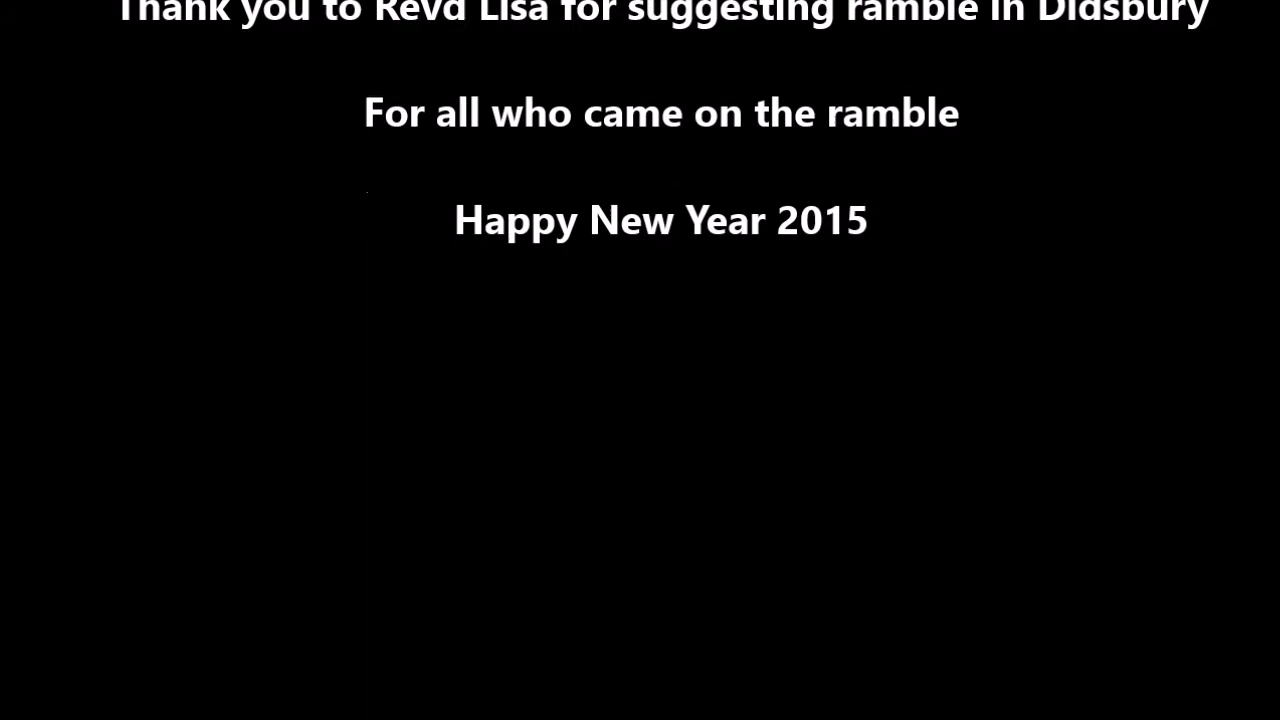 Thank you to Revd Lisa for suggesting ramble in Didsbury
For all who came on the ramble
Happy New Year 2015